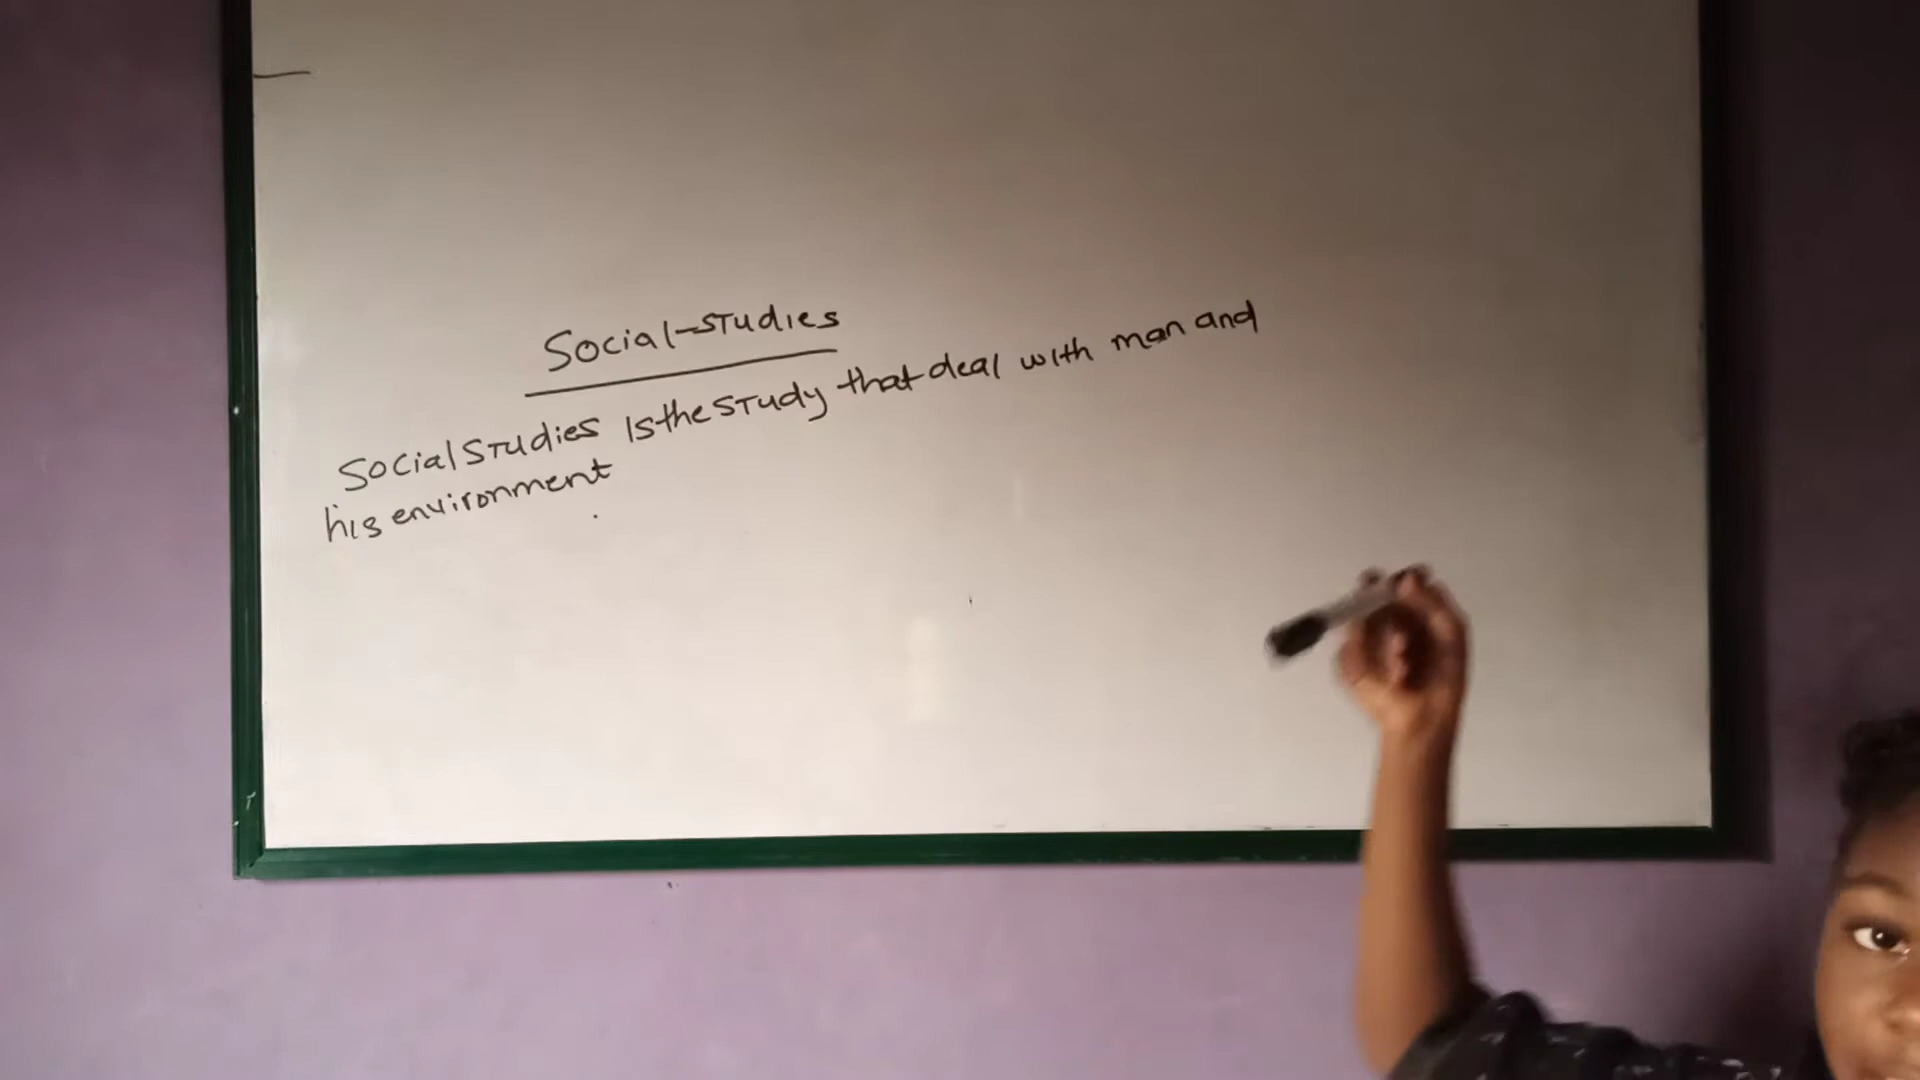 Social-studies
Social Studies is the study that deal with man and
his environment